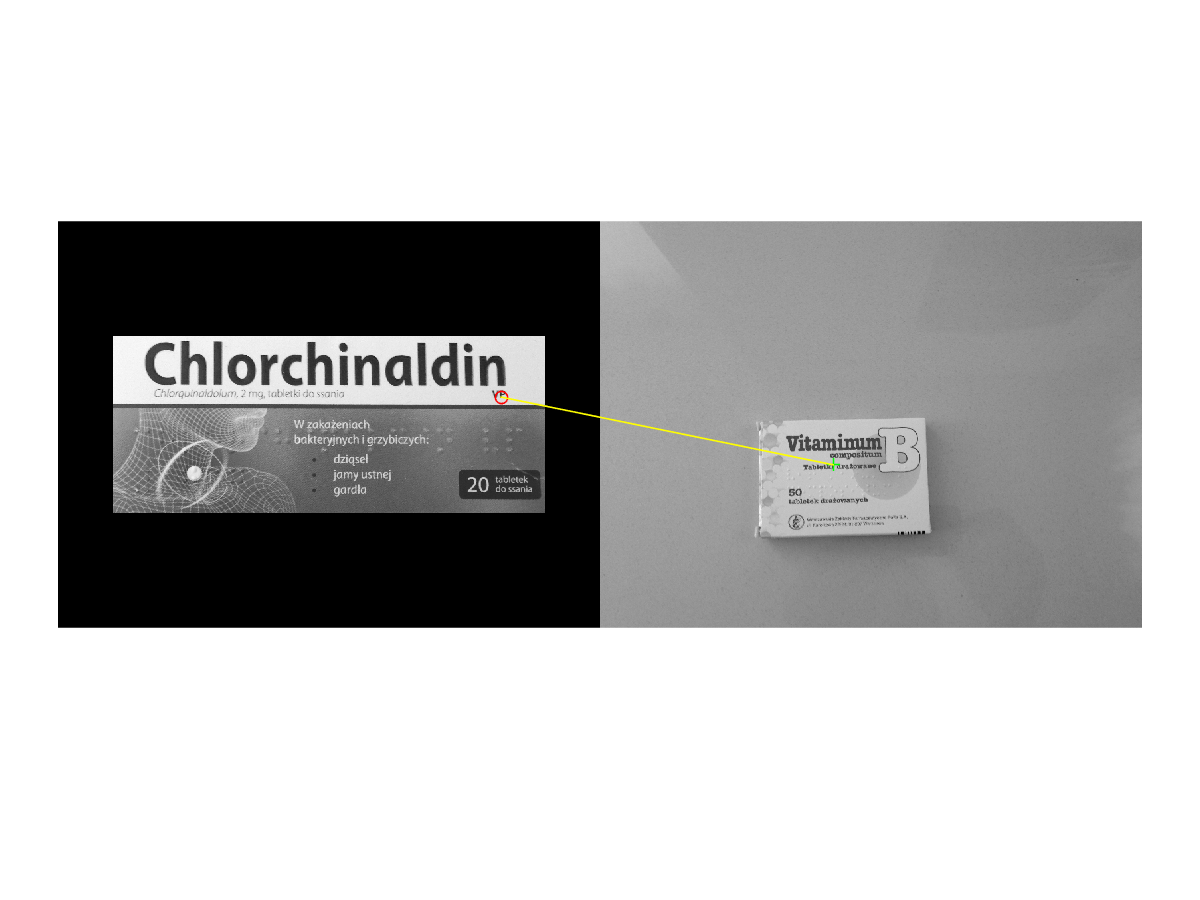 Chlorchinaldin
VP
Chlorquinaldolum, 2 mg, tabletki do ssania
W zakażeniach
bakteryjnych i grzybiczych:
dziąseł
jamy ustnej
gardła
20 tabletek
do ssania
Vitaminum B
compositum
Tabletki drażowane
50
tabletek drażowanych